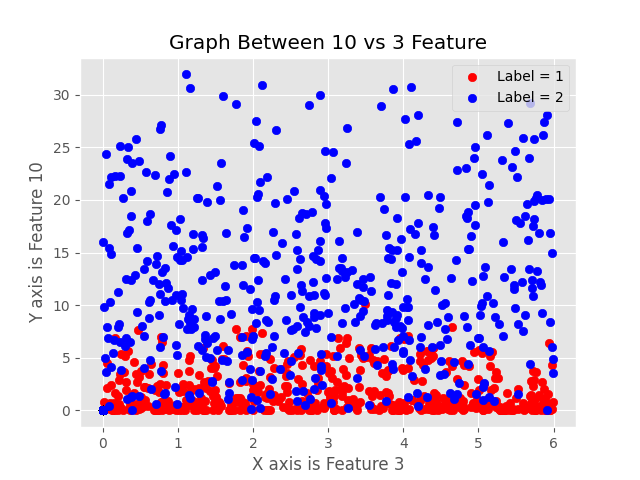 Graph Between 10 vs 3 Feature
Label = 1
Label = 2
Y axis is Feature 10
30
25
20
15
10
5
0
0 1 2 3 4 5 6
X axis is Feature 3